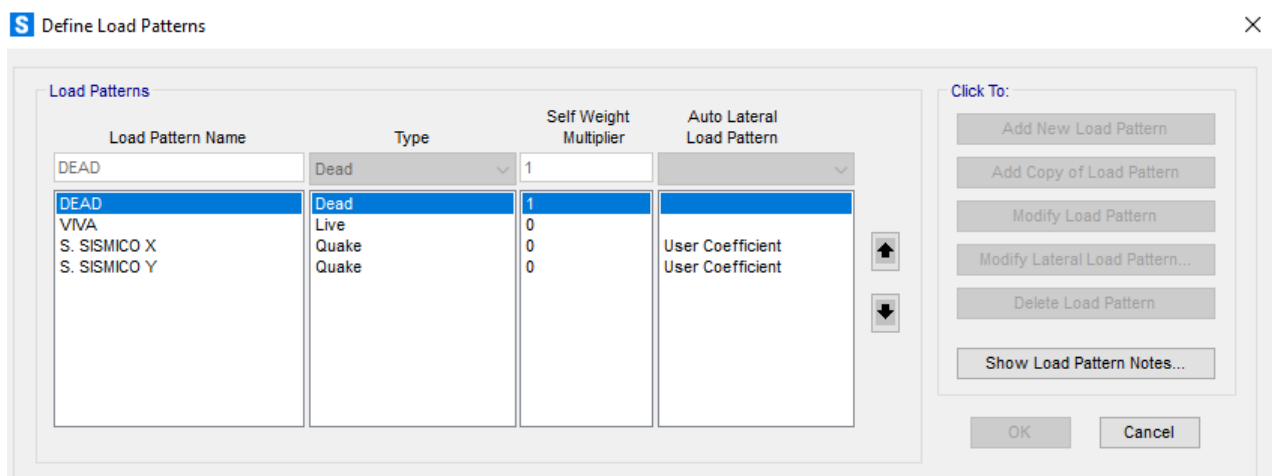 S Define Load Patterns
Load Patterns
Click To:
Load Pattern Name Type Self Weight Multiplier Auto Lateral Load Pattern
DEAD Dead 1
DEAD Dead 1
VIVA Live 0
S. SISMICO X Quake 0 User Coefficient
S. SISMICO Y Quake 0 User Coefficient
Add New Load Pattern
Add Copy of Load Pattern
Modify Load Pattern
Modify Lateral Load Pattern...
Delete Load Pattern
Show Load Pattern Notes...
OK Cancel